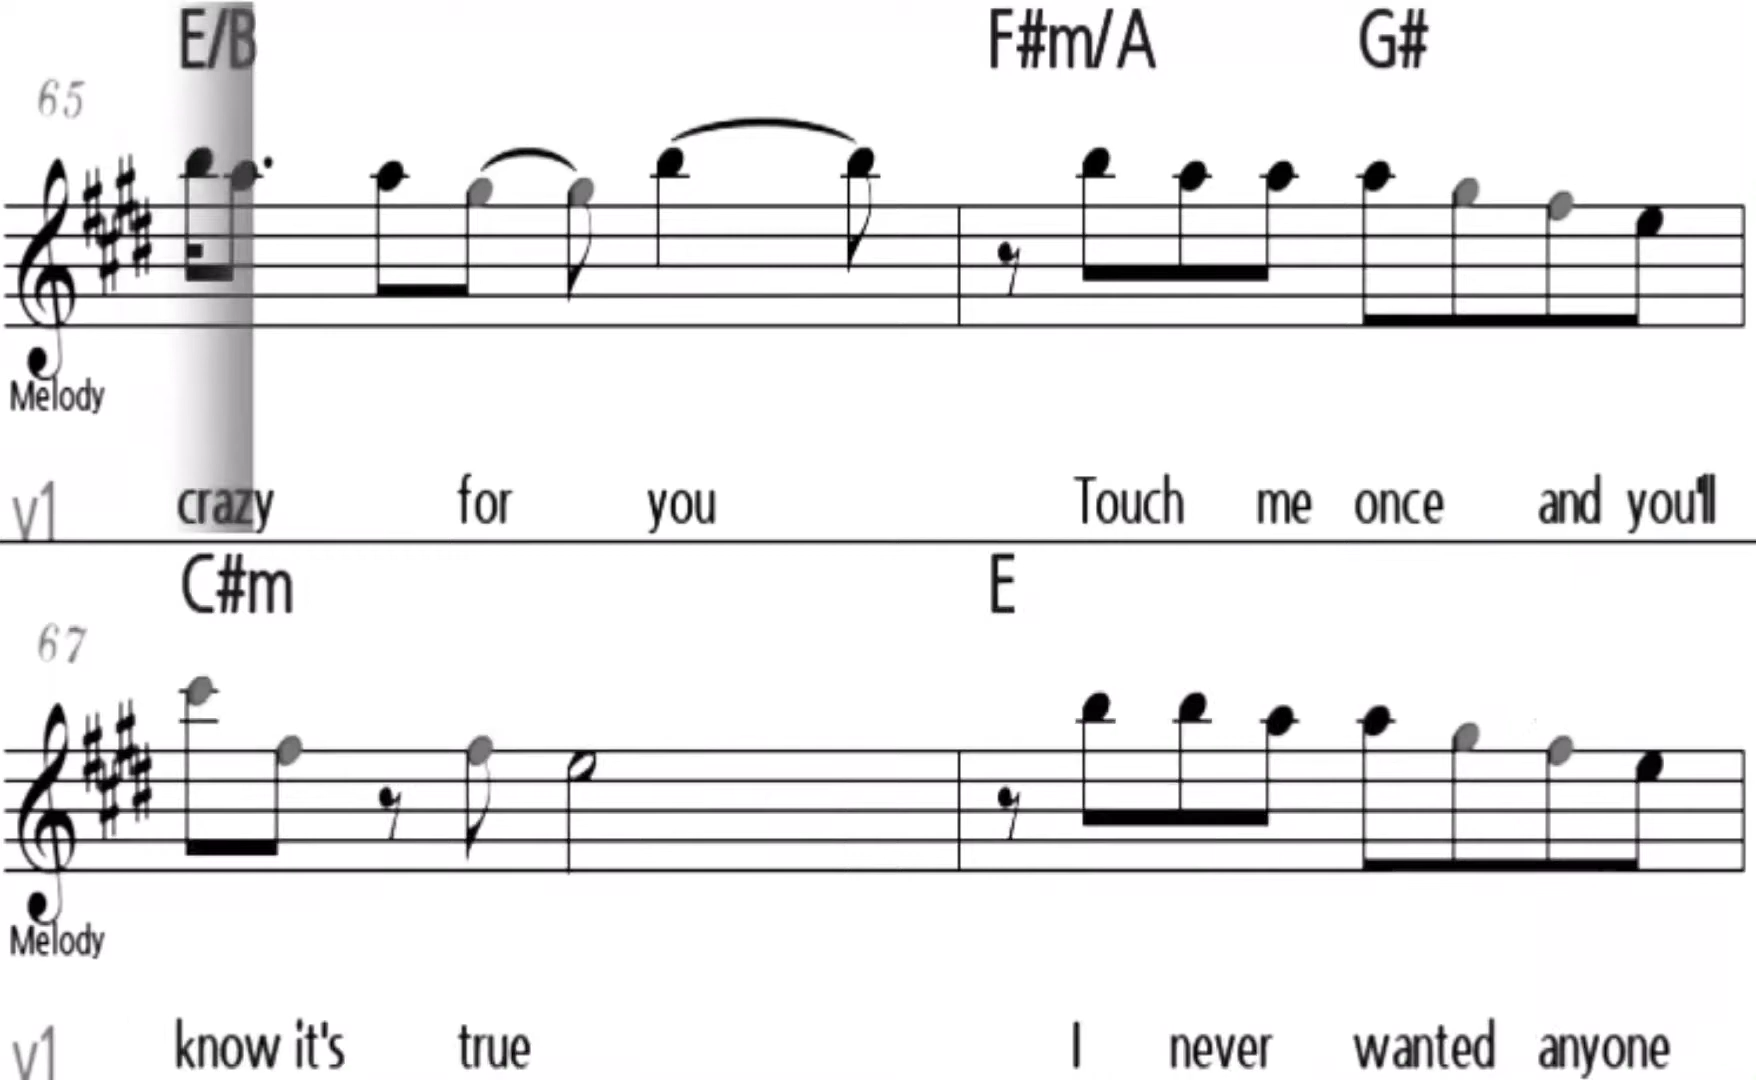 E/B F#m/A G#
65
Melody
v1 crazy for you Touch me once and you'll
C#m E
67
Melody
v1 know it's true I never wanted anyone